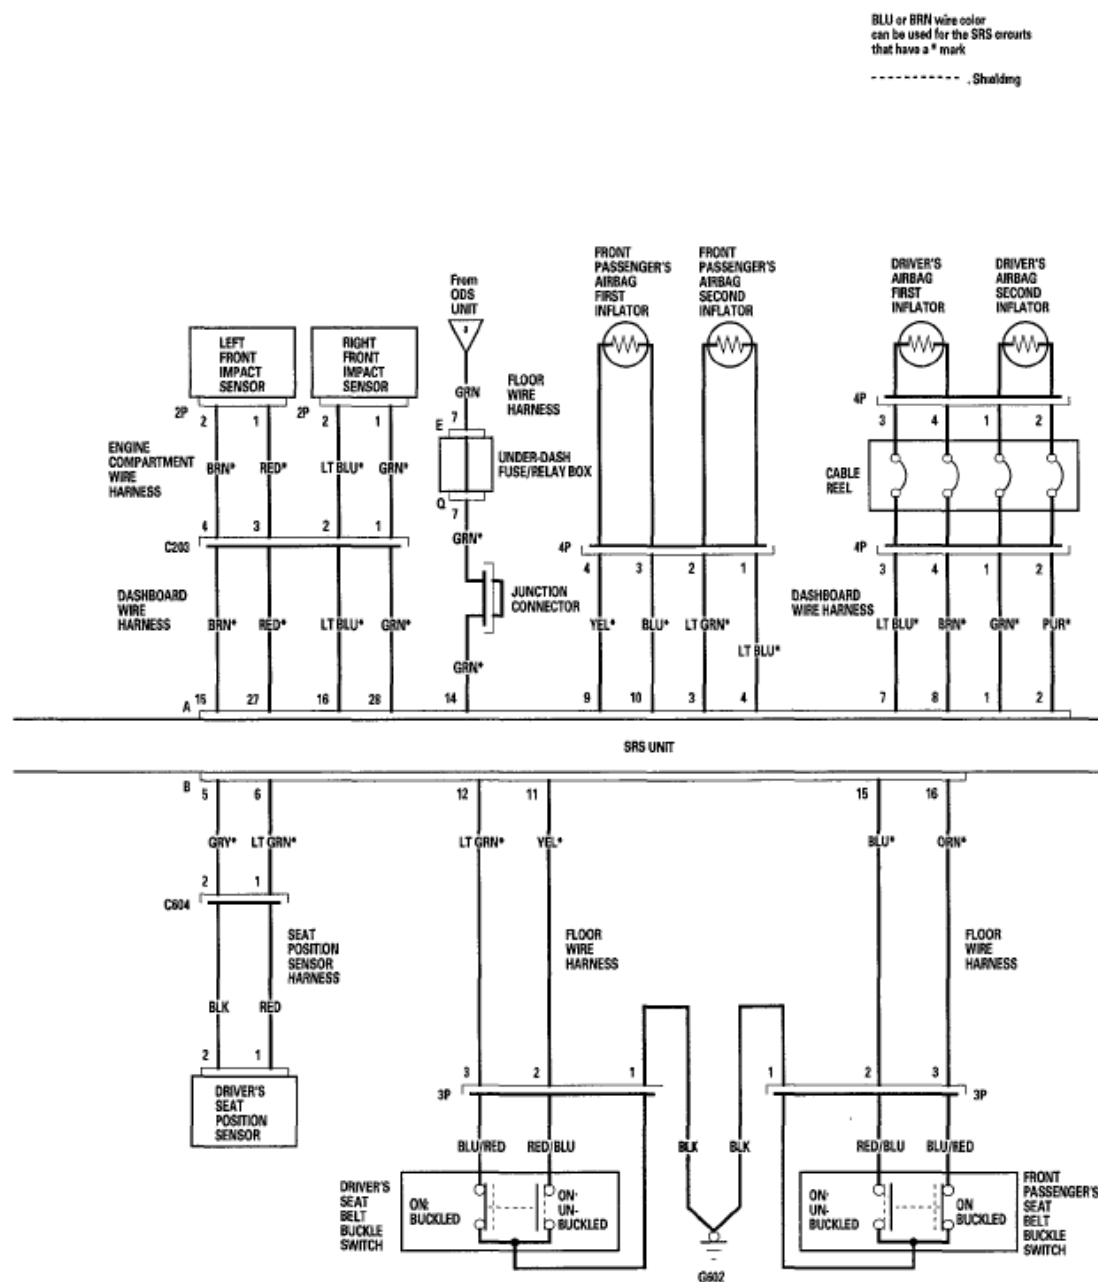 BLU or BRN wire color
can be used for the SRS circuits
that have a * mark
--------- . Shielding
FRONT
PASSENGER'S
AIRBAG
FIRST
INFLATOR
FRONT
PASSENGER'S
AIRBAG
SECOND
INFLATOR
DRIVER'S
AIRBAG
FIRST
INFLATOR
DRIVER'S
AIRBAG
SECOND
INFLATOR
From
ODS
UNIT
LEFT
FRONT
IMPACT
SENSOR
RIGHT
FRONT
IMPACT
SENSOR
GRN
FLOOR
WIRE
HARNESS
2P 2 1 2P 2 1
E 7
4P 3 4 1 2
ENGINE
COMPARTMENT
WIRE
HARNESS
BRN* RED* LT BLU* GRN*
UNDER-DASH
FUSE/RELAY BOX
CABLE
REEL
Q 7
4 3 2 1
C203
GRN*
4P 4 3 2 1
4P 3 4 1 2
JUNCTION
CONNECTOR
DASHBOARD
WIRE
HARNESS
DASHBOARD
WIRE HARNESS
BRN* RED* LT BLU* GRN*
YEL* BLU* LT GRN*
LT BLU*
LT BLU* BRN* GRN* PUR*
GRN*
A 15 27 16 28 14 9 10 3 4 7 8 1 2
SRS UNIT
B 5 6 12 11 15 16
GRY* LT GRN* LT GRN* YEL* BLU* ORN*
2 1
C604
SEAT
POSITION
SENSOR
HARNESS
FLOOR
WIRE
HARNESS
FLOOR
WIRE
HARNESS
BLK RED
2 1
DRIVER'S
SEAT
POSITION
SENSOR
3P 3 2 1
1 2 3 3P
BLU/RED RED/BLU BLK BLK RED/BLU BLU/RED
DRIVER'S
SEAT
BELT
BUCKLE
SWITCH
ON:
BUCKLED
ON:
UN-
BUCKLED
ON:
UN-
BUCKLED
ON
BUCKLED
FRONT
PASSENGER'S
SEAT
BELT
BUCKLE
SWITCH
G602